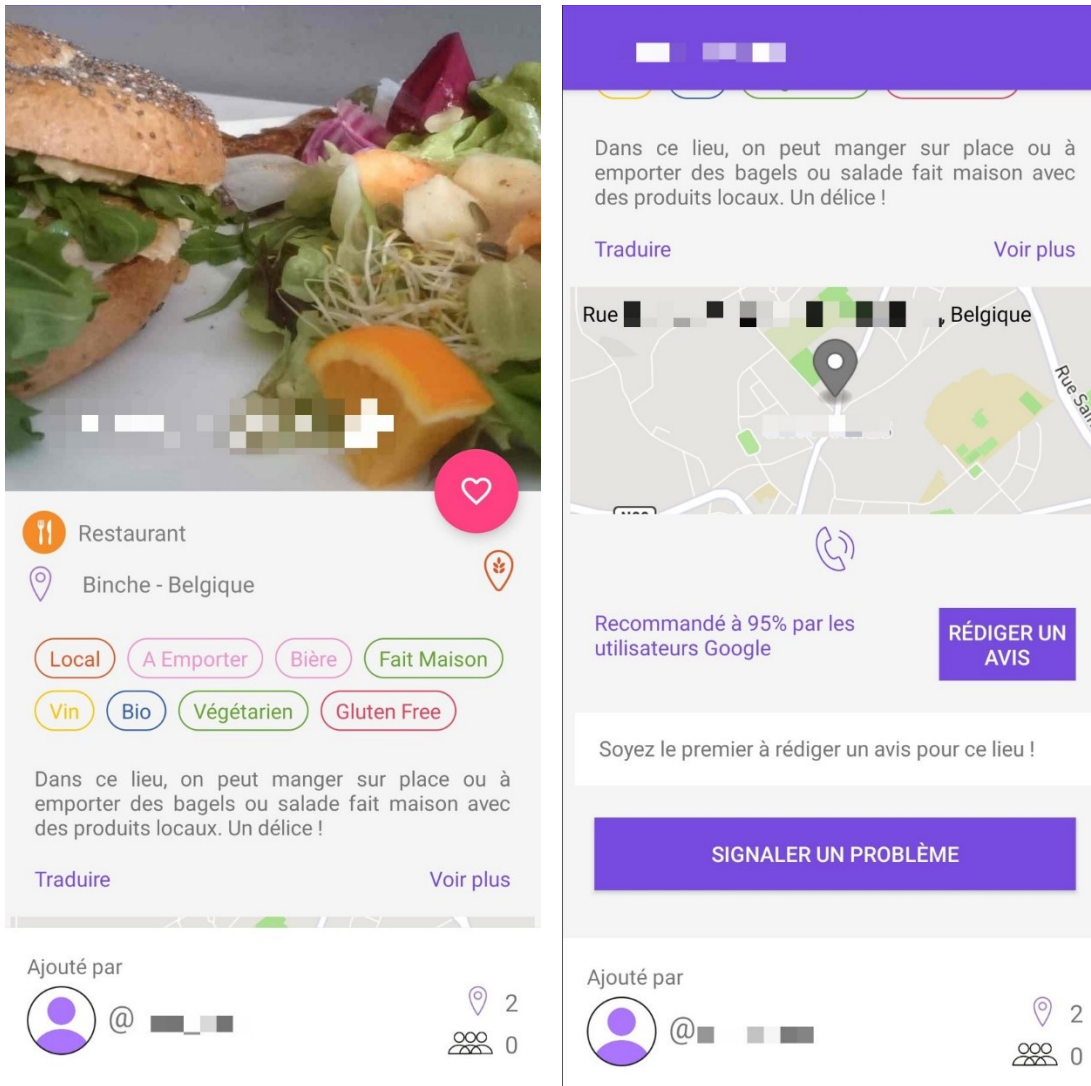 Restaurant
Binche - Belgique
Local A Emporter Bière Fait Maison
Vin Bio Végétarien Gluten Free
Dans ce lieu, on peut manger sur place ou à
emporter des bagels ou salade fait maison avec
des produits locaux. Un délice !
Traduire Voir plus
Ajouté par
@
2
0
Dans ce lieu, on peut manger sur place ou à
emporter des bagels ou salade fait maison avec
des produits locaux. Un délice !
Traduire Voir plus
Rue , Belgique
Recommandé à 95% par les
utilisateurs Google
RÉDIGER UN
AVIS
Soyez le premier à rédiger un avis pour ce lieu !
SIGNALER UN PROBLÈME
Ajouté par
@
2
0